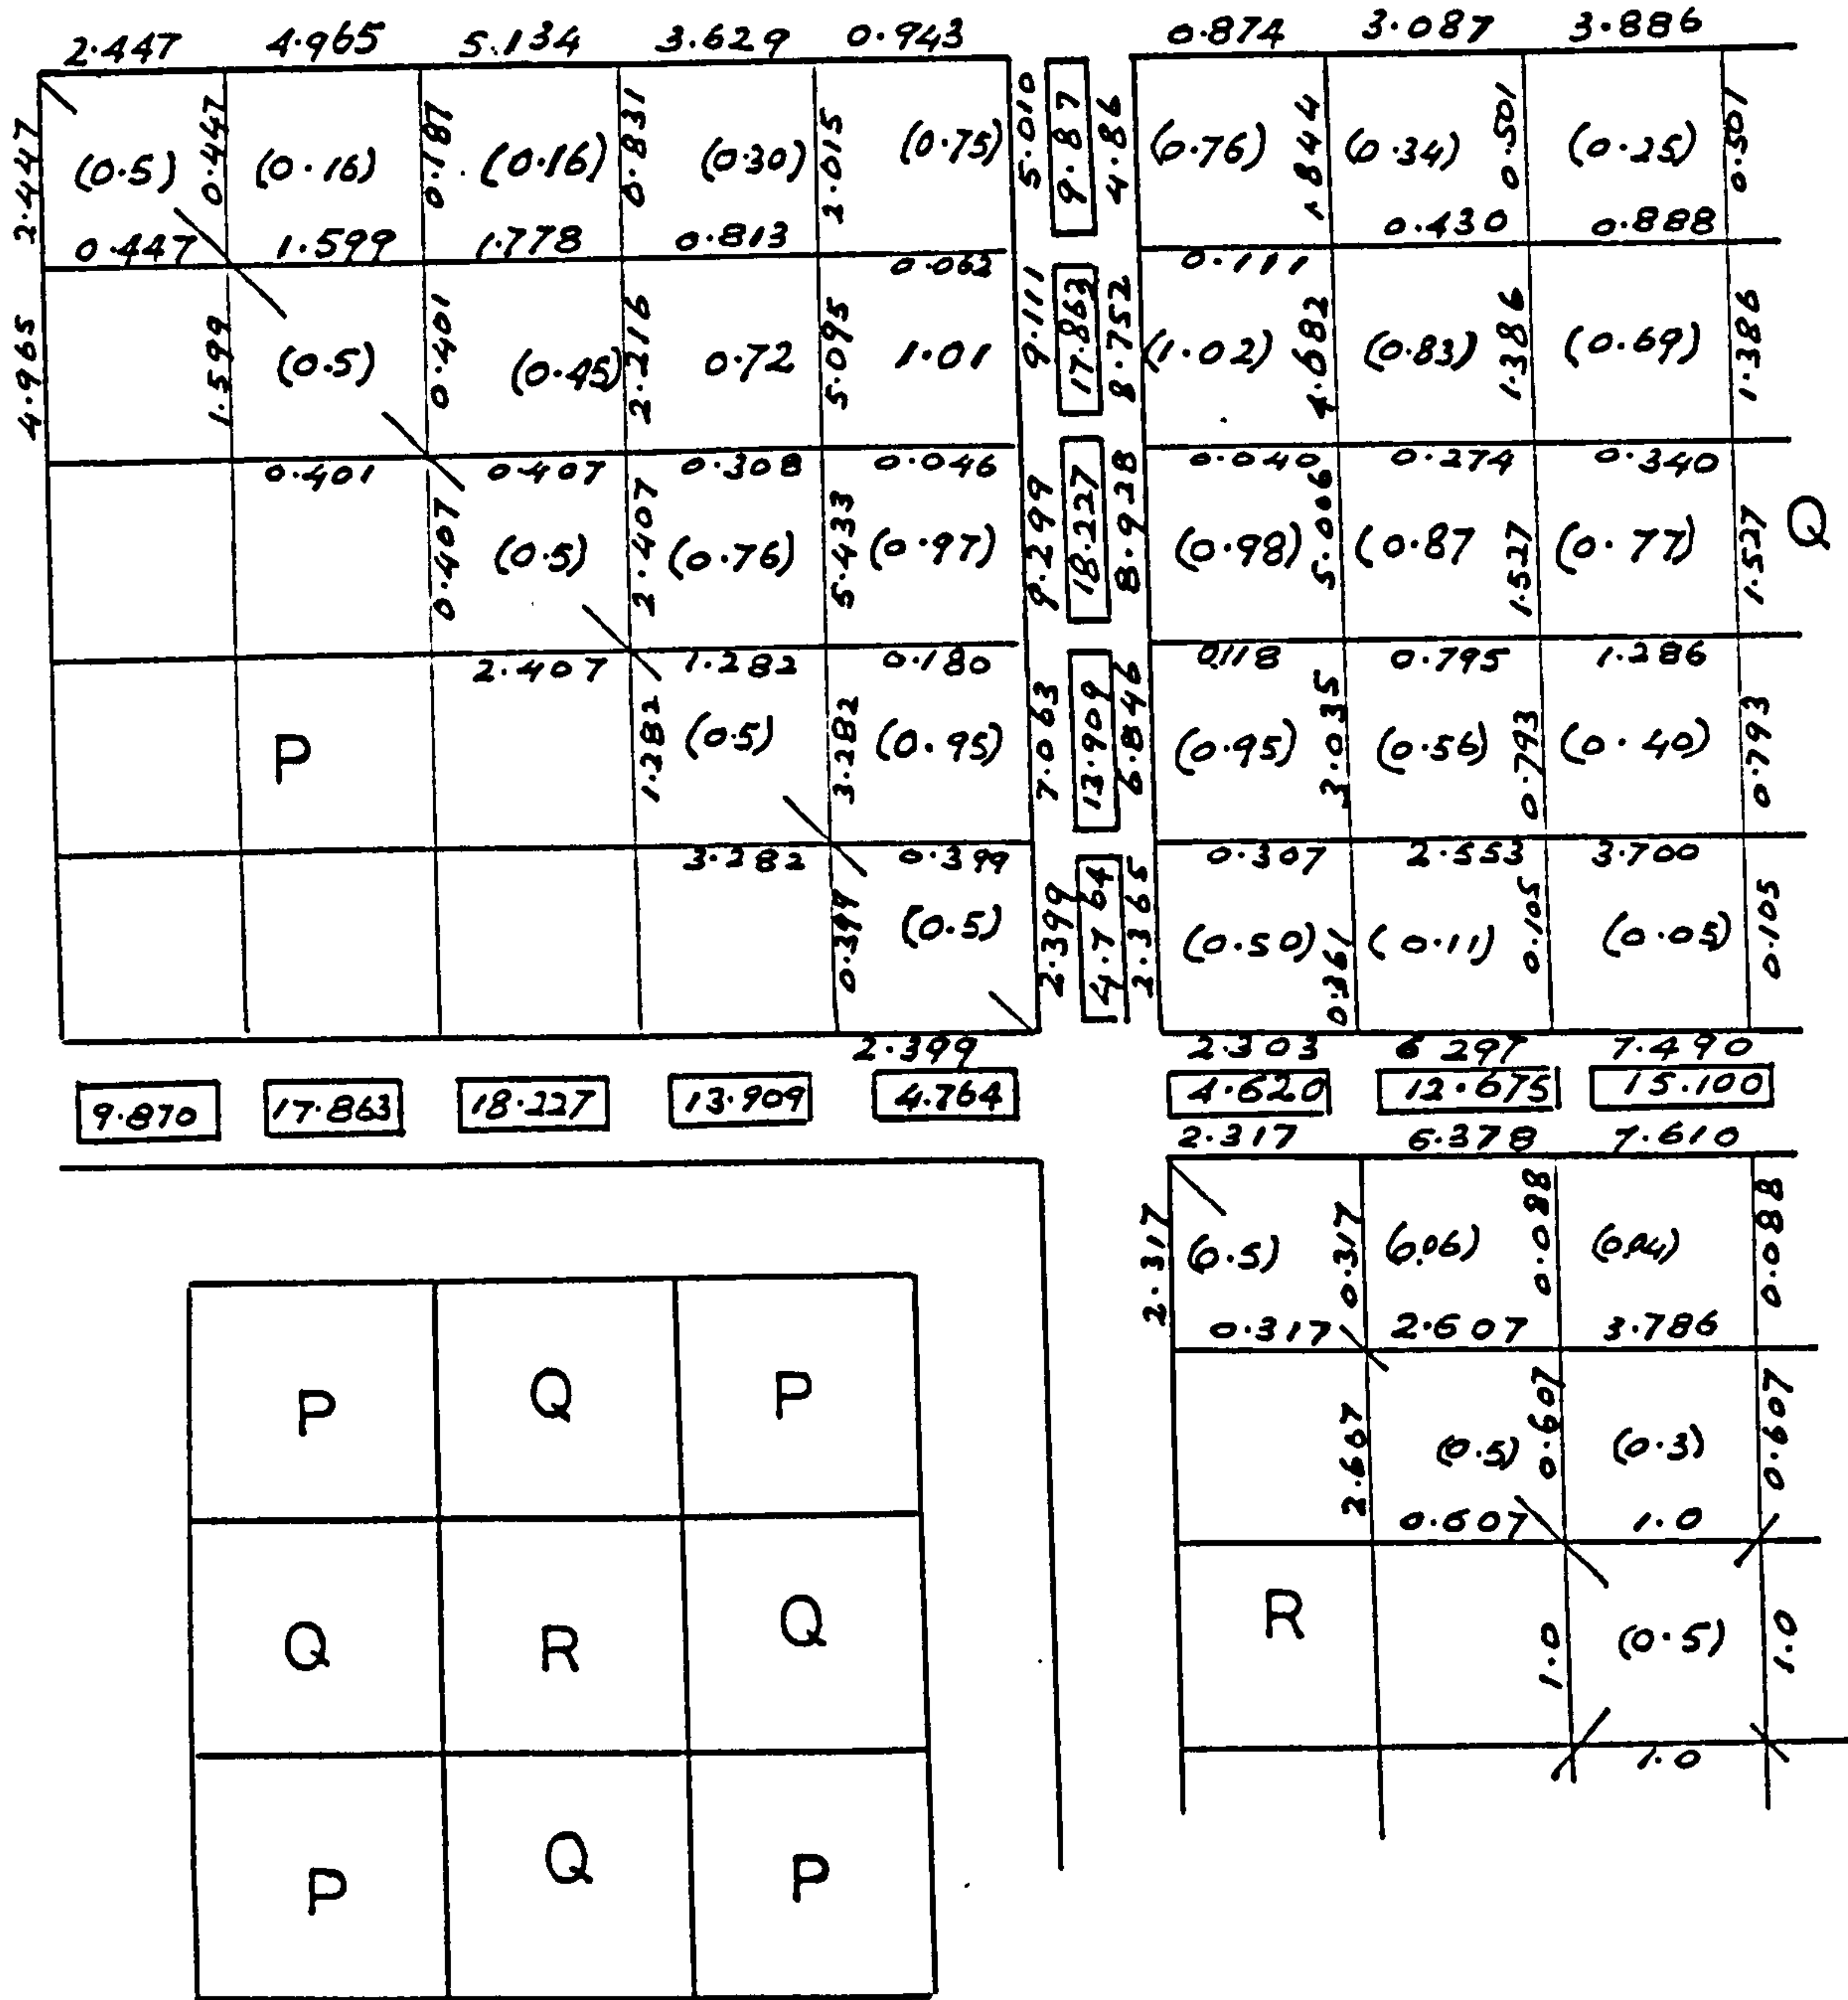 2.447 4.965 5.134 3.629 0.943 0.874 3.087 3.886
2.447 (0.5) 0.447 (0.16) 0.187 (0.16) 0.831 (0.30) 2.015 (0.75) 5.010 9.87 4.86 (0.76) 1.844 (0.34) 0.501 (0.25) 0.501
0.447 1.599 1.778 0.813 0.062 0.111 0.430 0.888
4.965 1.599 (0.5) 0.401 (0.45) 2.216 0.72 5.095 1.01 9.111 17.863 8.752 (1.02) 4.682 (0.83) 1.386 (0.69) 1.386
0.401 0.407 0.308 0.046 0.040 0.274 0.340
0.407 (0.5) 2.407 (0.76) 5.433 (0.97) 9.299 18.227 8.928 (0.98) 5.006 (0.87 1.527 (0.77) 1.527 Q
2.407 1.282 0.180 0.118 0.795 1.286
P 1.282 (0.5) 3.282 (0.95) 7.063 13.909 6.846 (0.95) 3.035 (0.56) 0.793 (0.40) 0.793
3.282 0.399 0.307 2.553 3.700
0.399 (0.5) 2.399 4.764 2.365 (0.50) 0.361 (0.11) 0.105 (0.05) 0.105
2.399 2.303 6 297 7.490
9.870 17.863 18.227 13.909 4.764 4.620 12.675 15.100
2.317 6.378 7.610
2.317 (0.5) 0.317 (0.06) 0.088 (0.04) 0.088
0.317 2.607 3.786
2.607 (0.5) 0.607 (0.3) 0.607
0.607 1.0
R 1.0 (0.5) 1.0
1.0
P Q P
Q R Q
P Q P